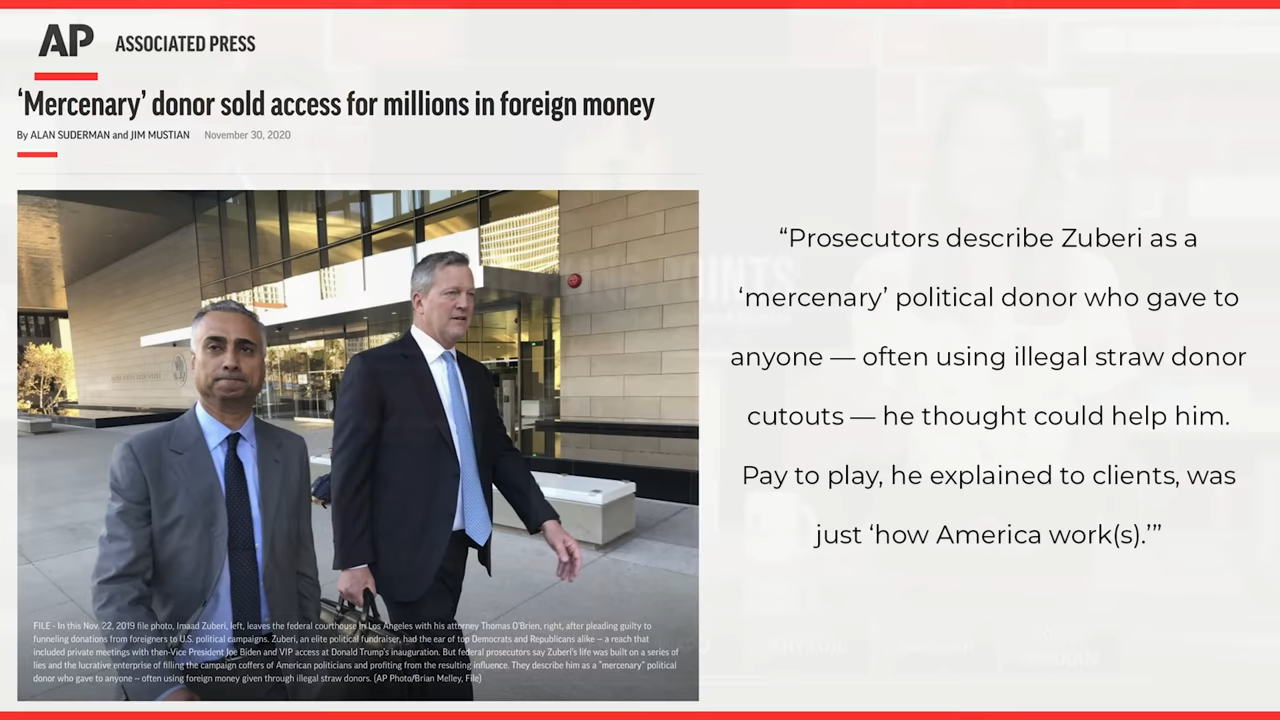 AP ASSOCIATED PRESS
‘Mercenary’ donor sold access for millions in foreign money
By ALAN SUDERMAN and JIM MUSTIAN November 30, 2020
“Prosecutors describe Zuberi as a
‘mercenary’ political donor who gave to
anyone — often using illegal straw donor
cutouts — he thought could help him.
Pay to play, he explained to clients, was
just ‘how America work(s).’”
FILE - In this Nov. 22, 2019 file photo, Imaad Zuberi, left, leaves the federal courthouse in Los Angeles with his attorney Thomas O'Brien, right, after pleading guilty to
funneling donations from foreigners to U.S. political campaigns. Zuberi, an elite political fundraiser, had the ear of top Democrats and Republicans alike – a reach that
included private meetings with then-Vice President Joe Biden and VIP access at Donald Trump's inauguration. But federal prosecutors say Zuberi's life was built on a series of
lies and the lucrative enterprise of filling the campaign coffers of American politicians and profiting from the resulting influence. They describe him as a "mercenary" political
donor who gave to anyone – often using foreign money given through illegal straw donors. (AP Photo/Brian Melley, File)